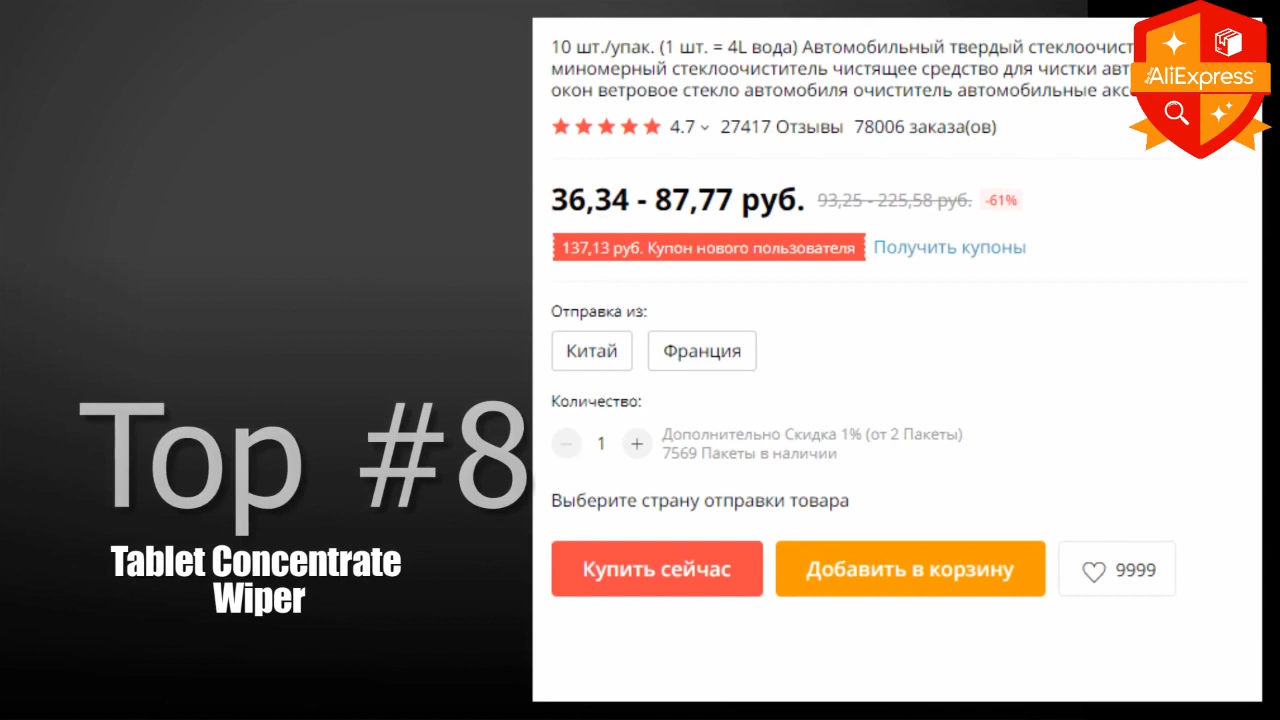 10 шт./упак. (1 шт. = 4L вода) Автомобильный твердый
миномерный стеклоочиститель чистящее средство для чистки
окон ветровое стекло автомобиля очиститель автомобильные
AliExpress
4.7 27417 Отзывы 78006 заказа(ов)
36,34 - 87,77 руб. 93,25 - 225,58 руб. -61%
137,13 руб. Купон нового пользователя Получить купоны
Отправка из:
Китай Франция
Количество:
1 + Дополнительно Скидка 1% (от 2 Пакеты)
7569 Пакеты в наличии
Выберите страну отправки товара
Купить сейчас Добавить в корзину 9999
Top #8
Tablet Concentrate
Wiper